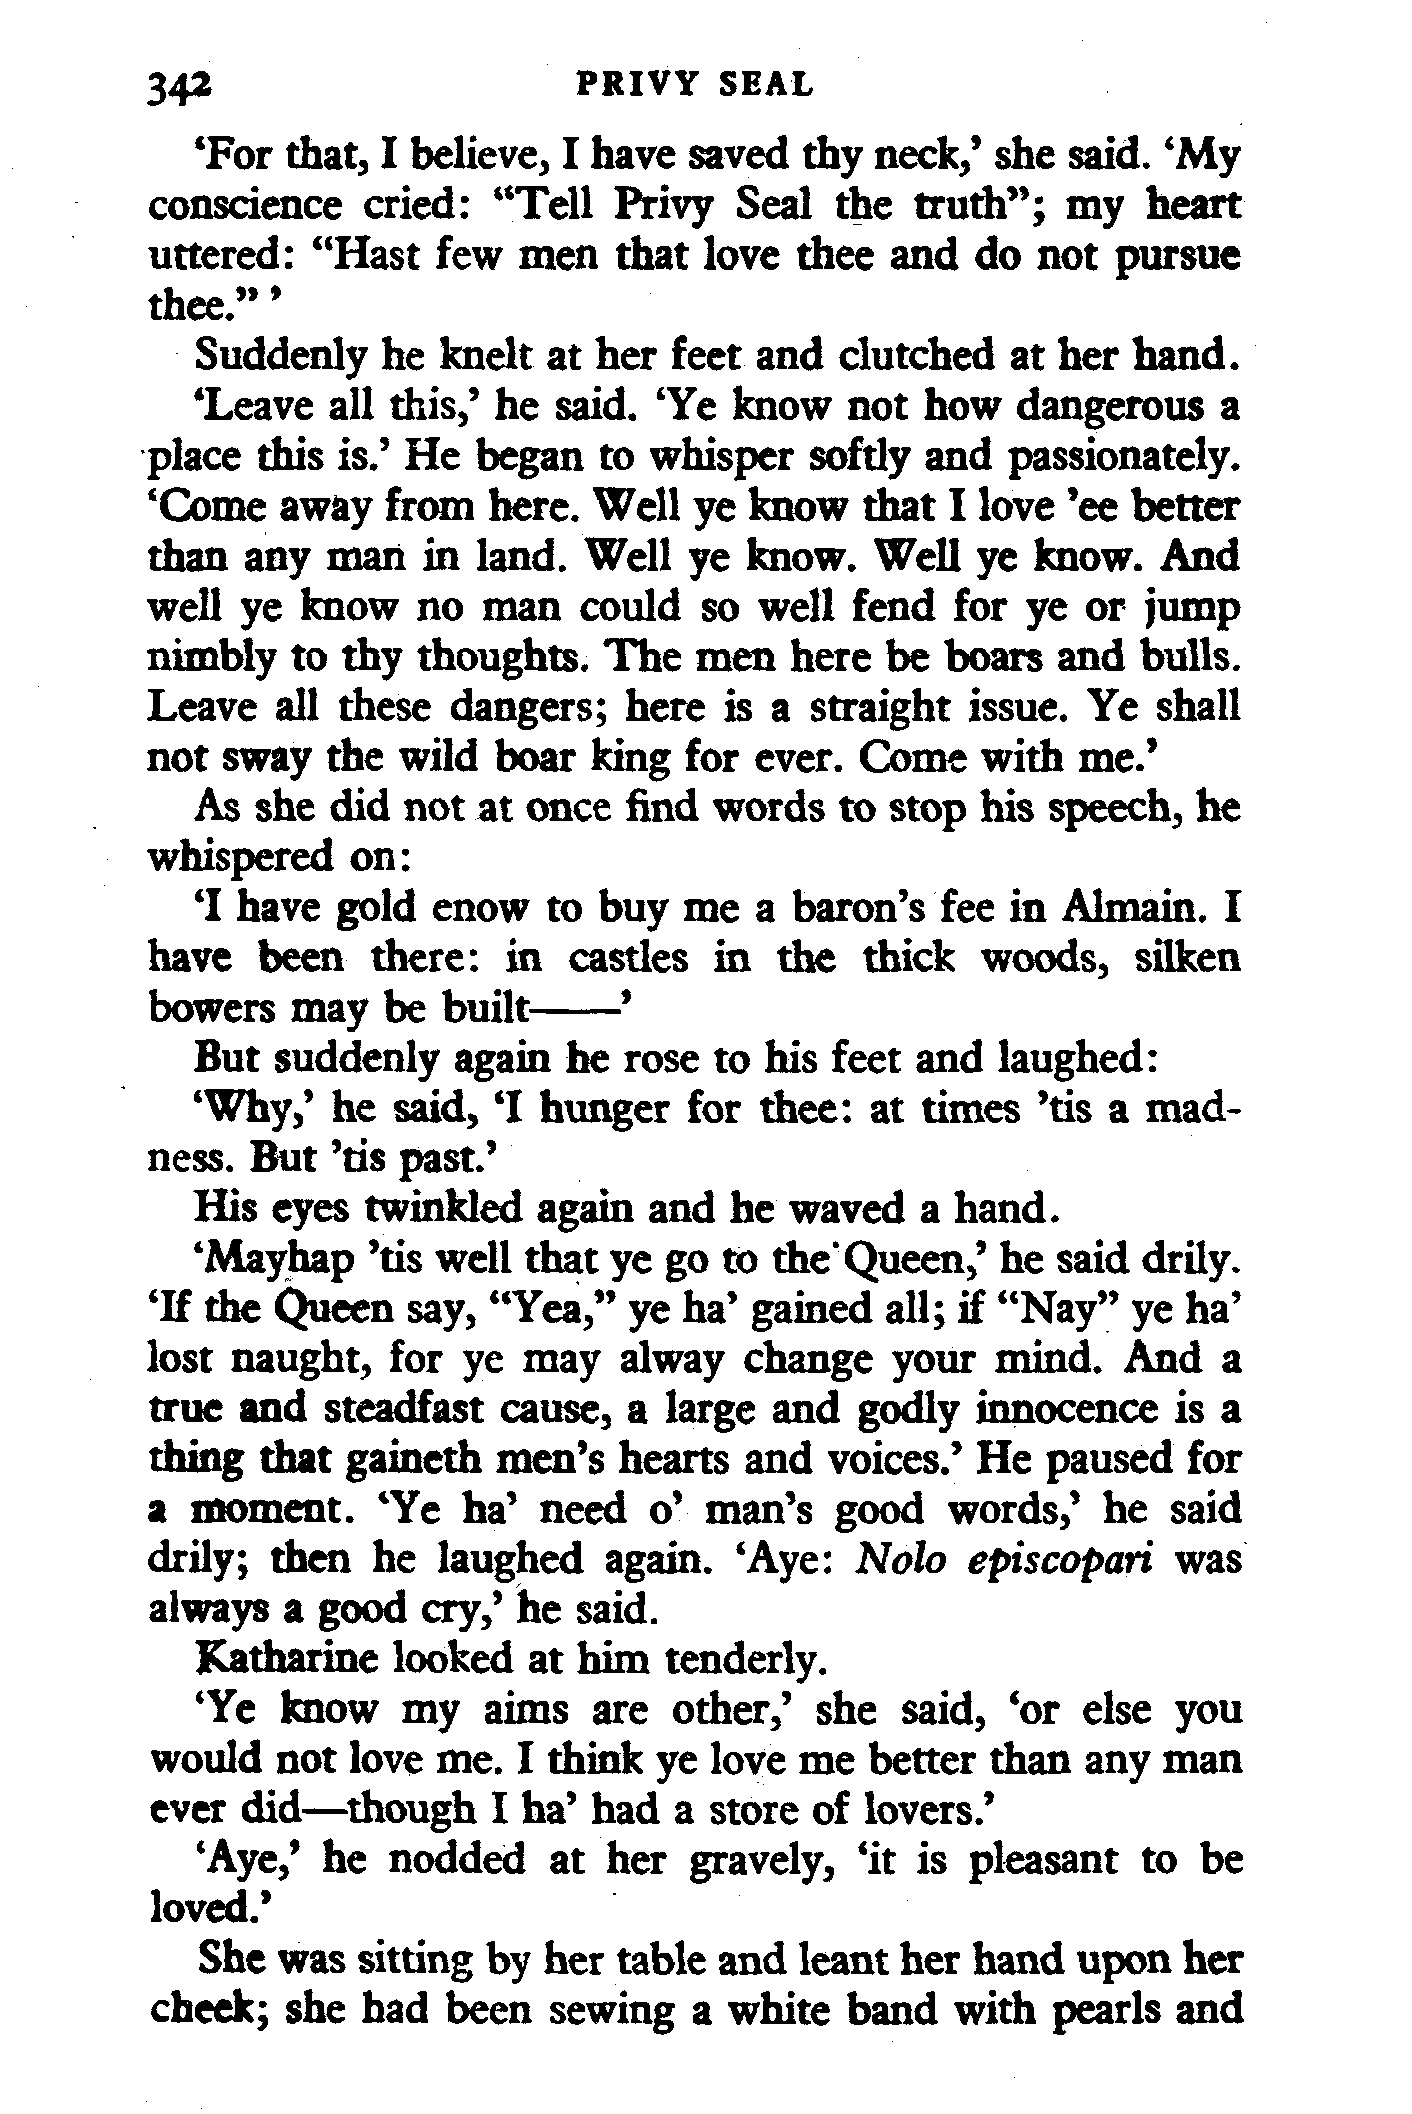 342 PRIVY SEAL
‘For that, I believe, I have saved thy neck,’ she said. ‘My
conscience cried: “Tell Privy Seal the truth”; my heart
uttered: “Hast few men that love thee and do not pursue
thee.” ’
Suddenly he knelt at her feet and clutched at her hand.
‘Leave all this,’ he said. ‘Ye know not how dangerous a
place this is.’ He began to whisper softly and passionately.
‘Come away from here. Well ye know that I love ’ee better
than any man in land. Well ye know. Well ye know. And
well ye know no man could so well fend for ye or jump
nimbly to thy thoughts. The men here be boars and bulls.
Leave all these dangers; here is a straight issue. Ye shall
not sway the wild boar king for ever. Come with me.’
As she did not at once find words to stop his speech, he
whispered on:
‘I have gold enow to buy me a baron’s fee in Almain. I
have been there: in castles in the thick woods, silken
bowers may be built——’
But suddenly again he rose to his feet and laughed:
‘Why,’ he said, ‘I hunger for thee: at times ’tis a mad-
ness. But ’tis past.’
His eyes twinkled again and he waved a hand.
‘Mayhap ’tis well that ye go to the Queen,’ he said drily.
‘If the Queen say, “Yea,” ye ha’ gained all; if “Nay” ye ha’
lost naught, for ye may alway change your mind. And a
true and steadfast cause, a large and godly innocence is a
thing that gaineth men’s hearts and voices.’ He paused for
a moment. ‘Ye ha’ need o’ man’s good words,’ he said
drily; then he laughed again. ‘Aye: Nolo episcopari was
always a good cry,’ he said.
Katharine looked at him tenderly.
‘Ye know my aims are other,’ she said, ‘or else you
would not love me. I think ye love me better than any man
ever did—though I ha’ had a store of lovers.’
‘Aye,’ he nodded at her gravely, ‘it is pleasant to be
loved.’
She was sitting by her table and leant her hand upon her
cheek; she had been sewing a white band with pearls and